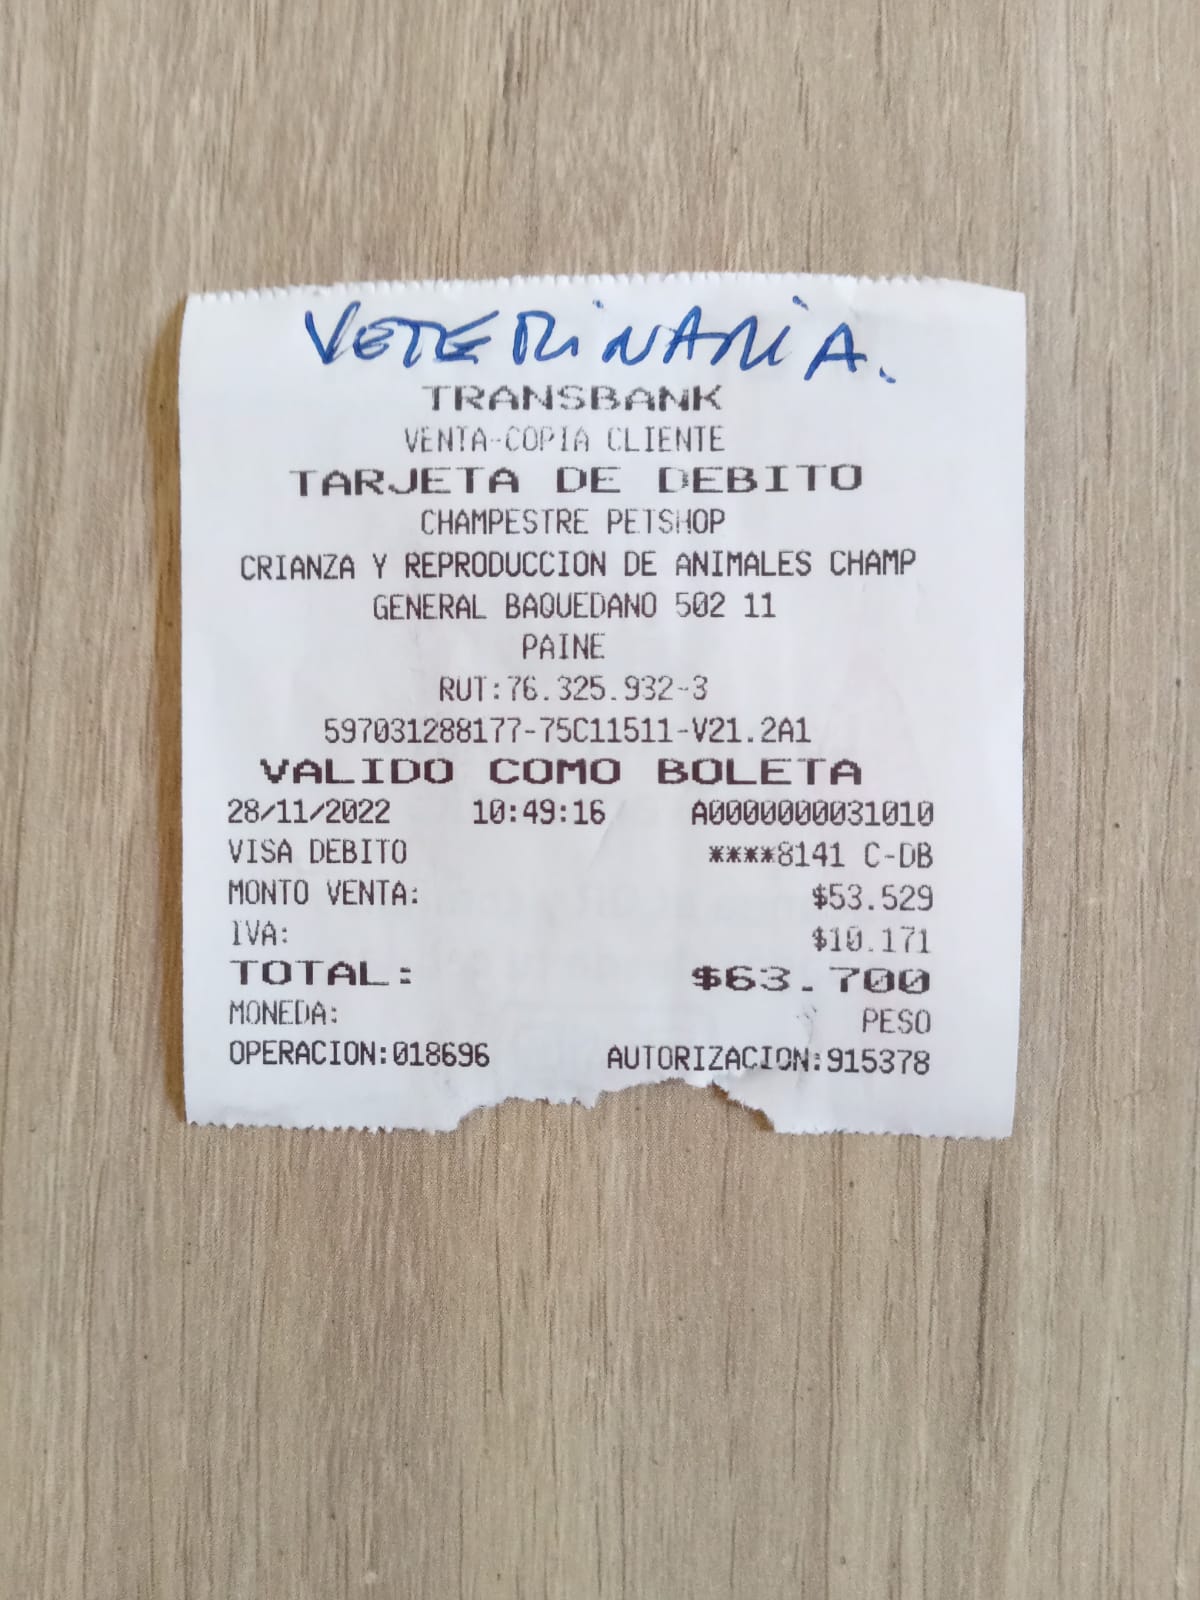 VETERINARIA.
TRANSBANK
VENTA-COPIA CLIENTE
TARJETA DE DEBITO
CHAMPESTRE PETSHOP
CRIANZA Y REPRODUCCION DE ANIMALES CHAMP
GENERAL BAQUEDANO 502 11
PAINE
RUT:76.325.932-3
597031288177-75C11511-V21.2A1
VALIDO COMO BOLETA
28/11/2022 10:49:16 A0000000031010
VISA DEBITO ****8141 C-DB
MONTO VENTA: $53.529
IVA: $10.171
TOTAL: $63.700
MONEDA: PESO
OPERACION:018696 AUTORIZACION:915378